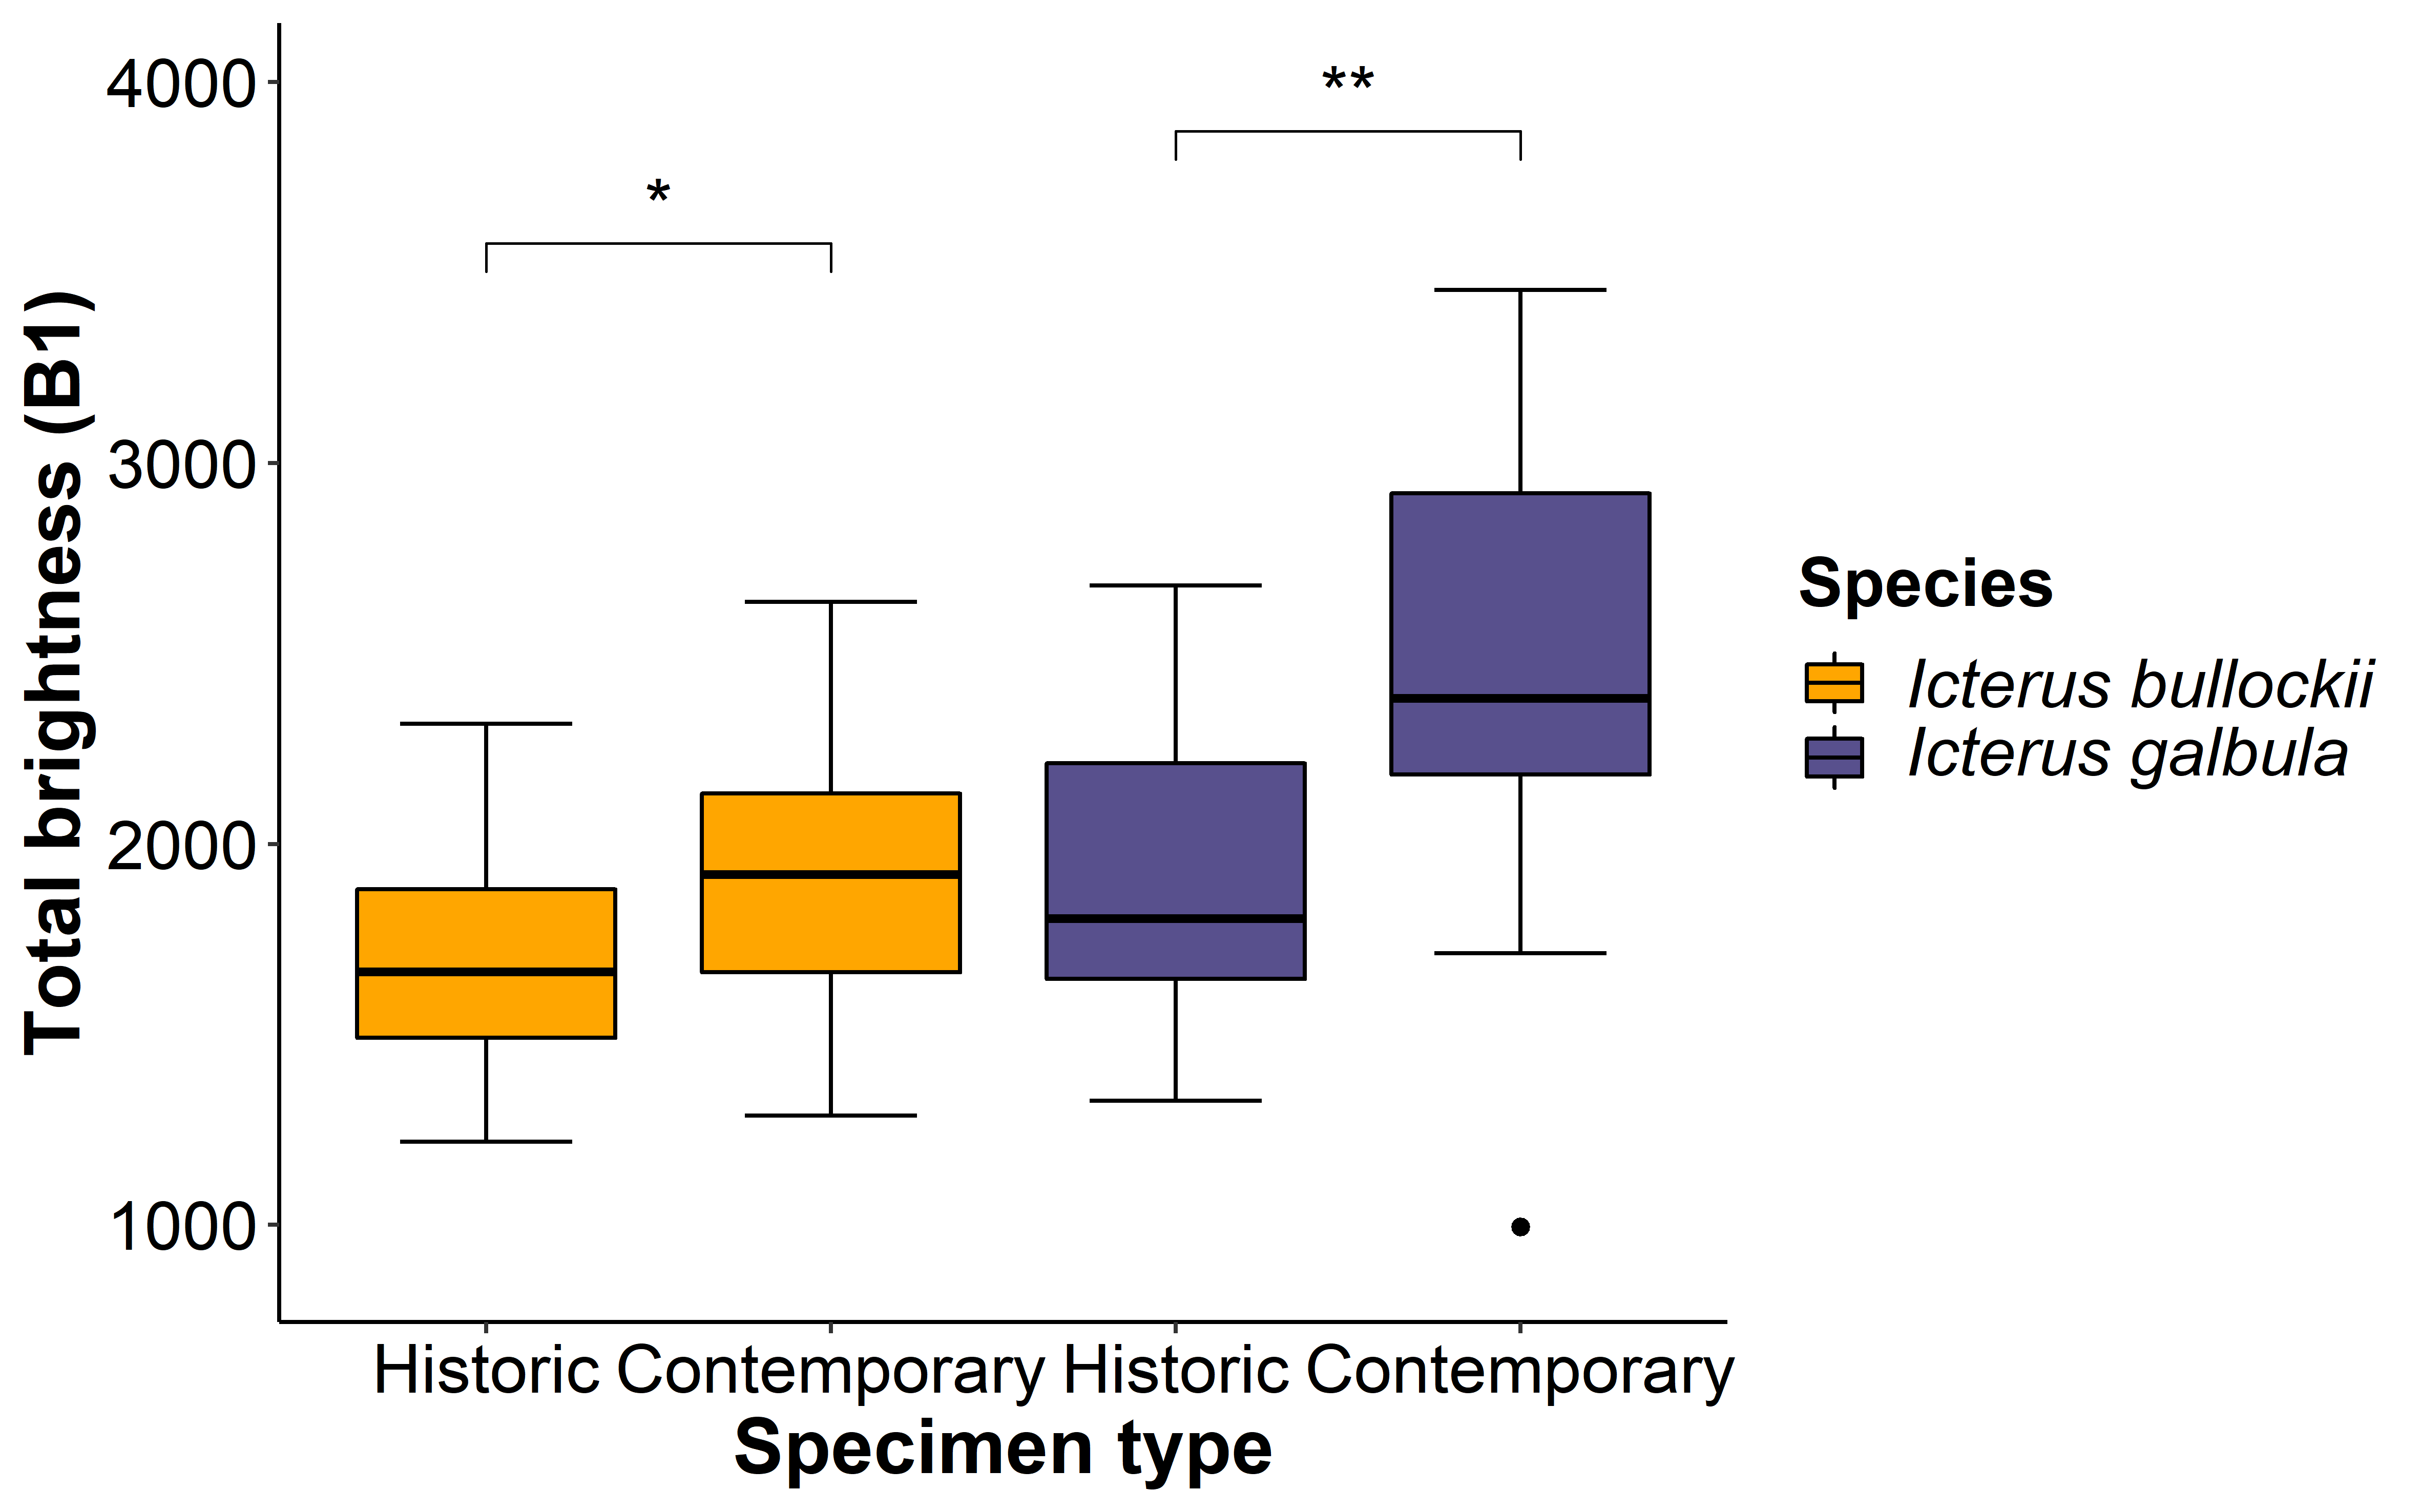 Total brightness (B1)
4000
3000
2000
1000
*
**
Historic Contemporary Historic Contemporary
Specimen type
Species
Icterus bullockii
Icterus galbula